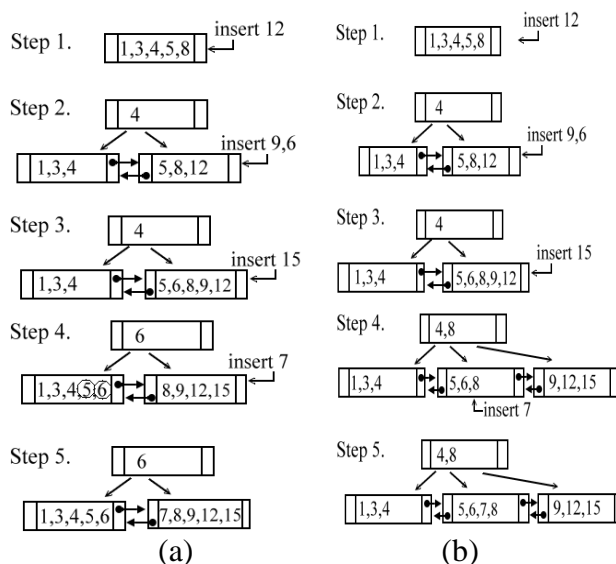 Step 1.
1,3,4,5,8
insert 12
Step 2.
4
1,3,4
5,8,12
insert 9,6
Step 3.
4
1,3,4
5,6,8,9,12
insert 15
Step 4.
6
1,3,4,5,6
8,9,12,15
insert 7
Step 5.
6
1,3,4,5,6
7,8,9,12,15
(a)
Step 1.
1,3,4,5,8
insert 12
Step 2.
4
1,3,4
5,8,12
insert 9,6
Step 3.
4
1,3,4
5,6,8,9,12
insert 15
Step 4.
4,8
1,3,4
5,6,8
9,12,15
insert 7
Step 5.
4,8
1,3,4
5,6,7,8
9,12,15
(b)